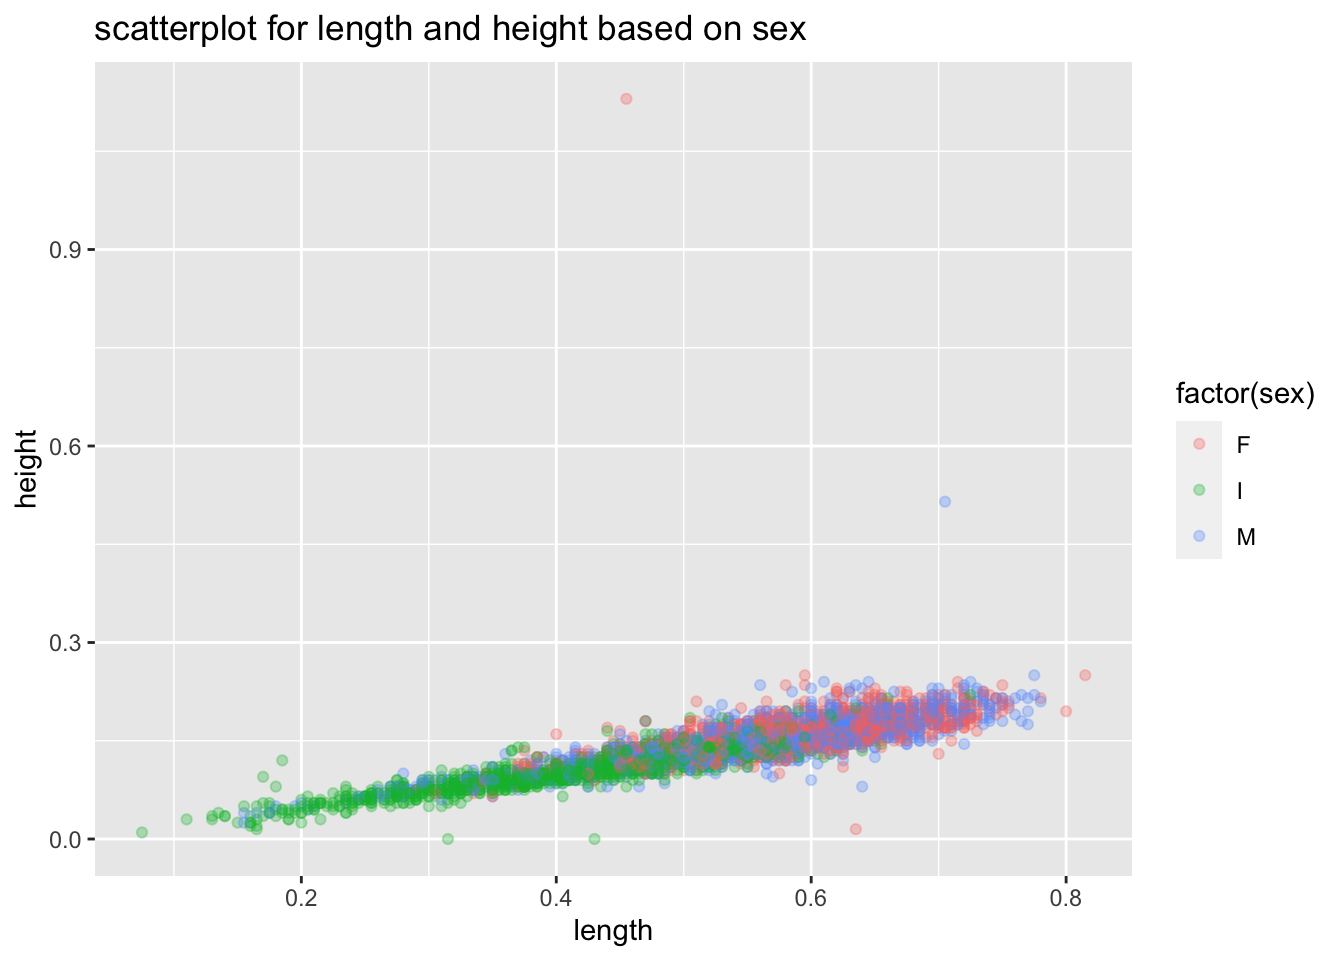 scatterplot for length and height based on sex
0.9
0.6
0.3
0.0
height
0.2 0.4 0.6 0.8
length
factor(sex)
F
I
M